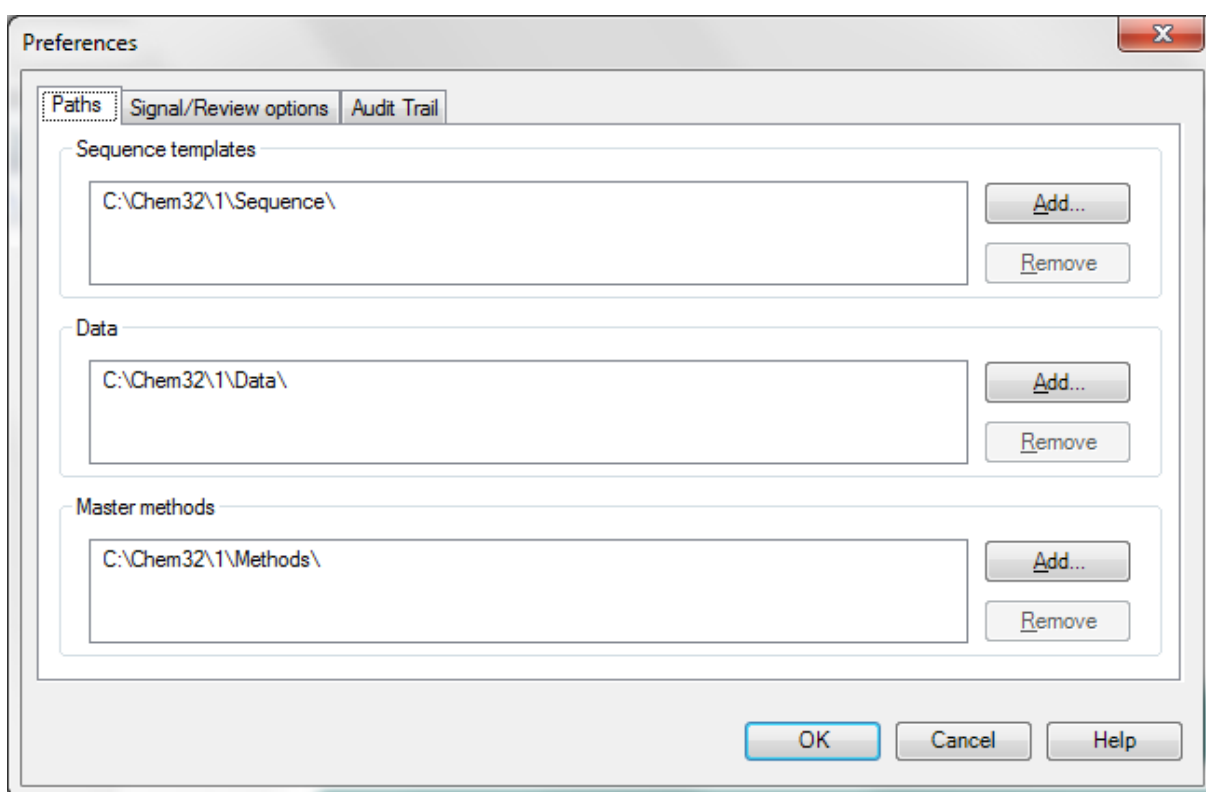 Preferences
Paths Signal/Review options Audit Trail
Sequence templates
C:\Chem32\1\Sequence\
Add...
Remove
Data
C:\Chem32\1\Data\
Add...
Remove
Master methods
C:\Chem32\1\Methods\
Add...
Remove
OK Cancel Help